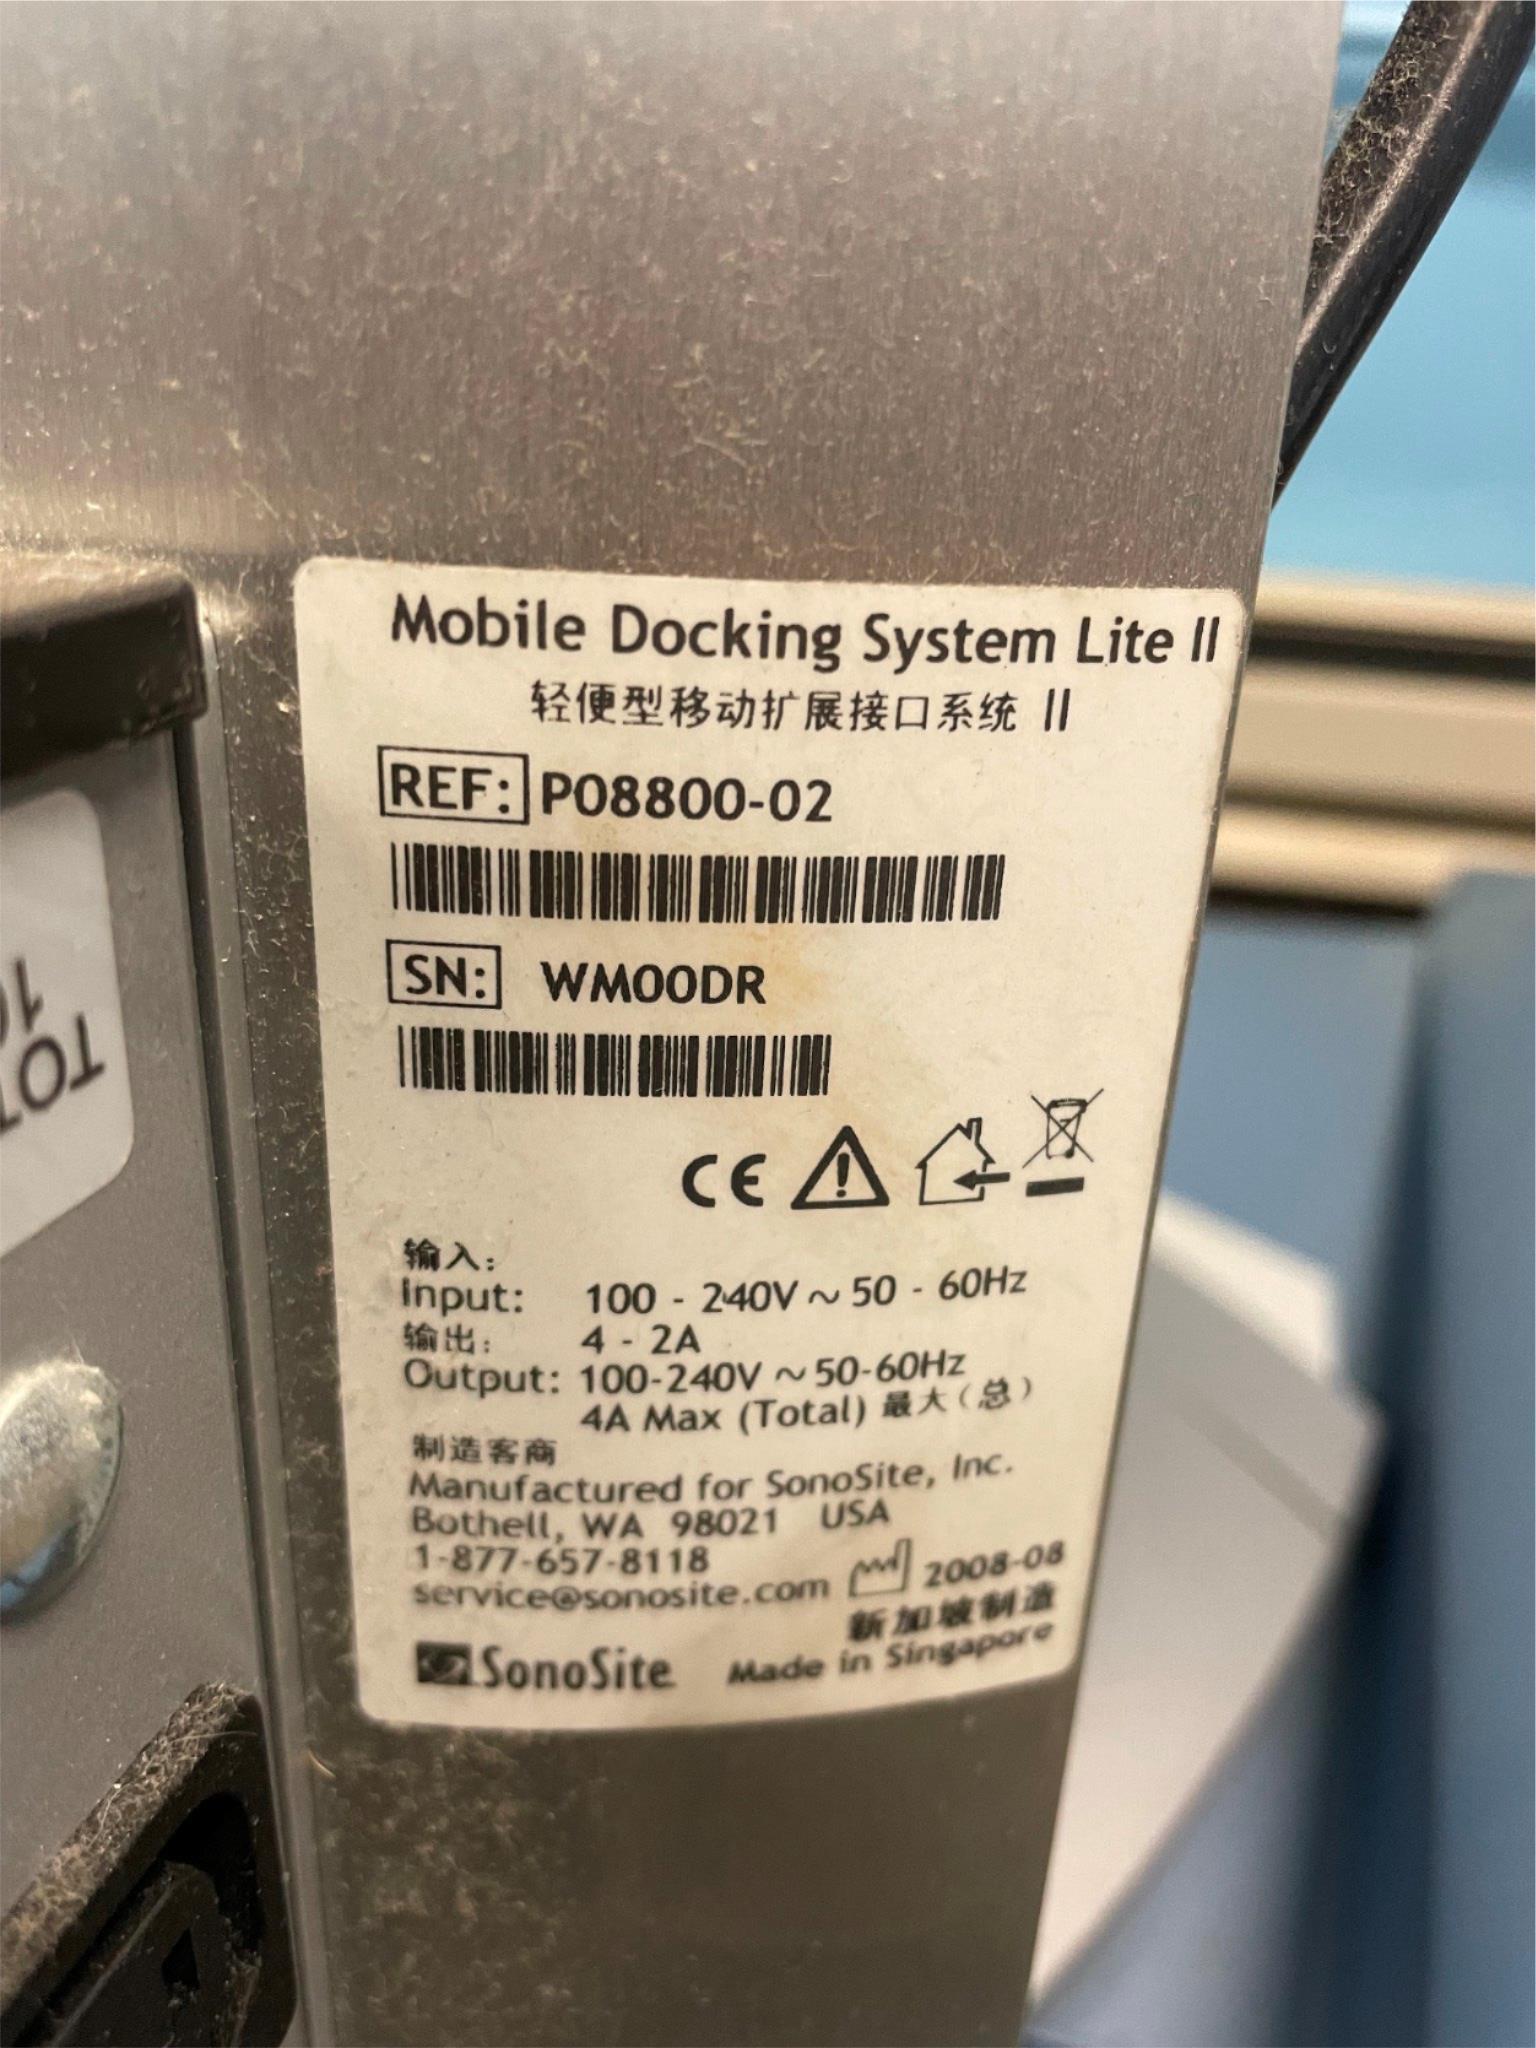 Mobile Docking System Lite II
轻便型移动扩展接口系统 II
REF: P08800-02
SN: WM00DR
CE
输入:
Input: 100 - 240V ~ 50 - 60Hz
4 - 2A
输出:
Output: 100-240V ~ 50-60Hz
4A Max (Total) 最大(总)
制造客商
Manufactured for SonoSite, Inc.
Bothell, WA 98021 USA
1-877-657-8118
service@sonosite.com
2008-08
新加坡制造
SonoSite
Made in Singapore